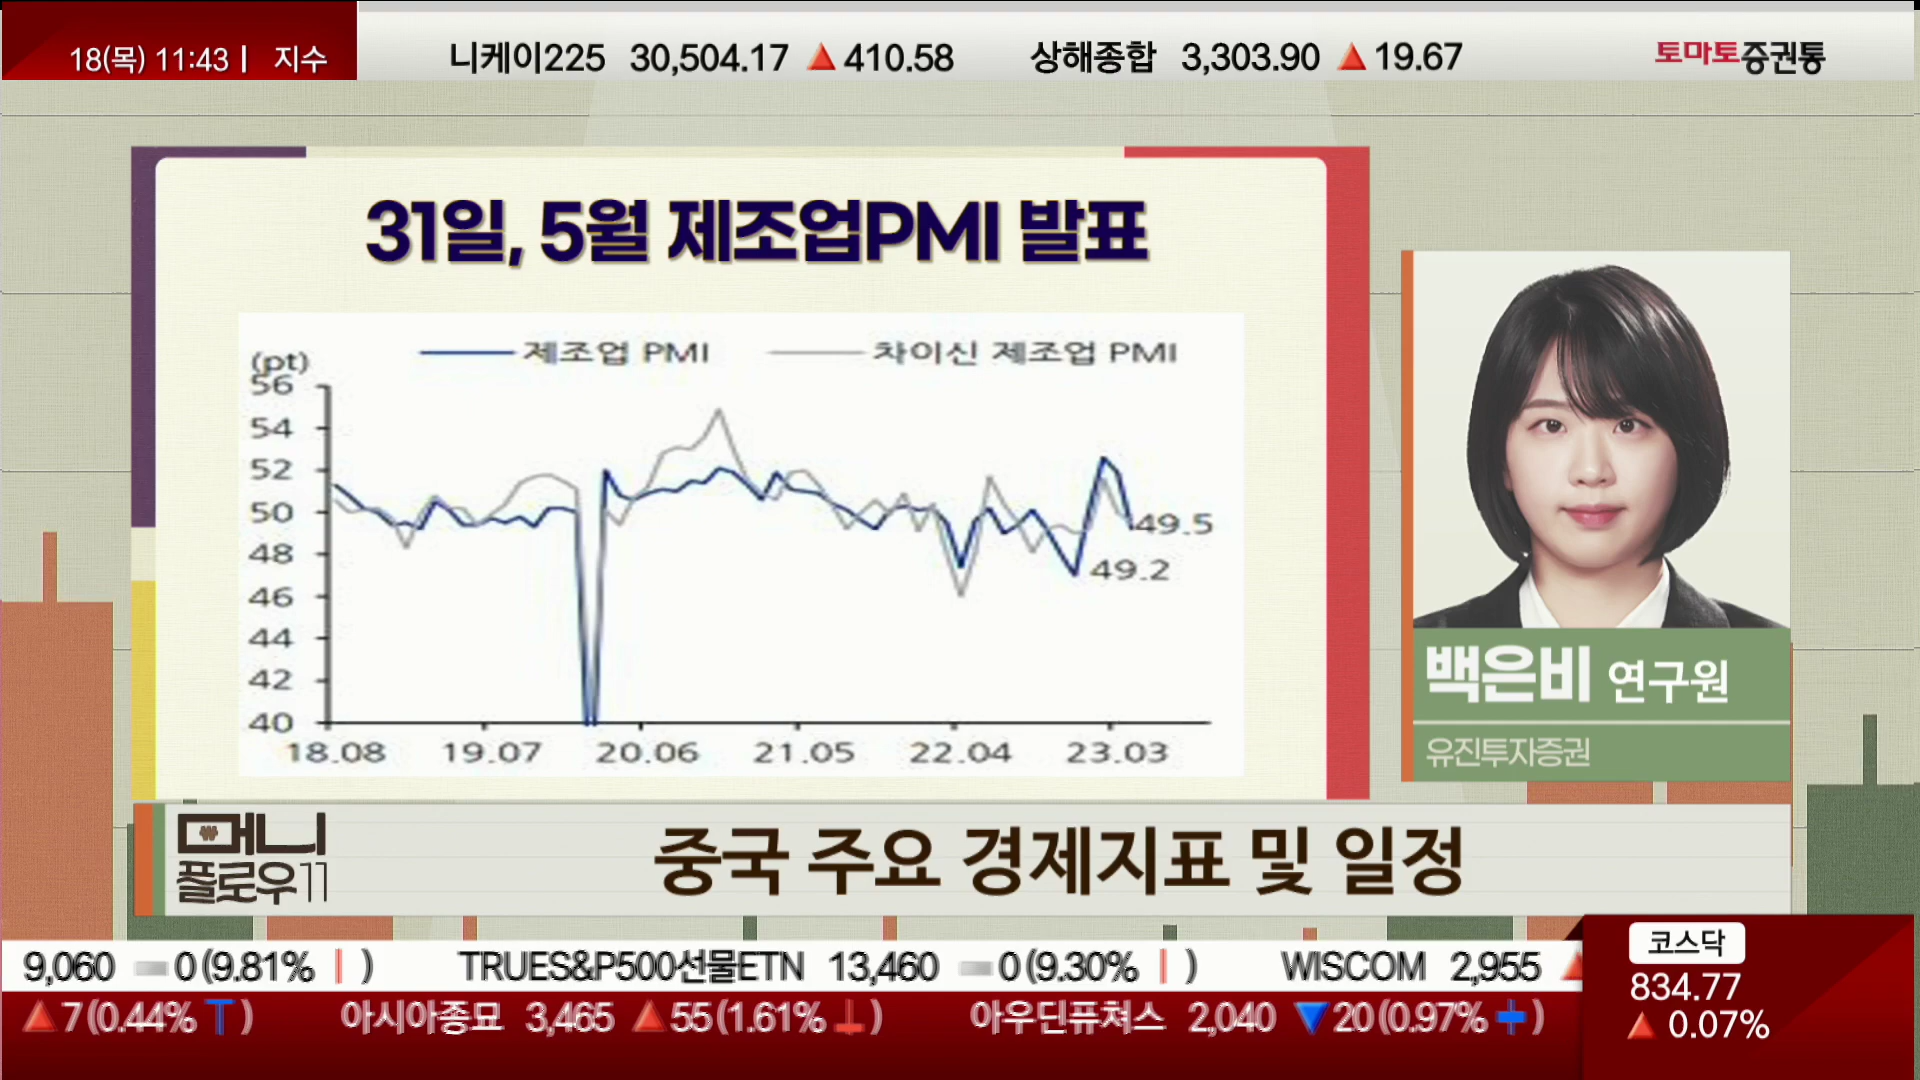 18(목) 11:43 | 지수
니케이225 30,504.17 ▲ 410.58 상해종합 3,303.90 ▲ 19.67
토마토증권통
31일, 5월 제조업PMI 발표
제조업 PMI 차이신 제조업 PMI
(pt)
56
54
52
50
48
46
44
42
40
49.5
49.2
18.08 19.07 20.06 21.05 22.04 23.03
백은비 연구원
유진투자증권
머니
플로우11
중국 주요 경제지표 및 일정
9,060 0(9.81% | ) TRUES&P500선물ETN 13,460 0(9.30% | ) WISCOM 2,955 ▲
▲ 7(0.44% ) 아시아종묘 3,465 ▲ 55(1.61% ) 아우딘퓨쳐스 2,040 ▼ 20(0.97% )
코스닥
834.77
▲ 0.07%